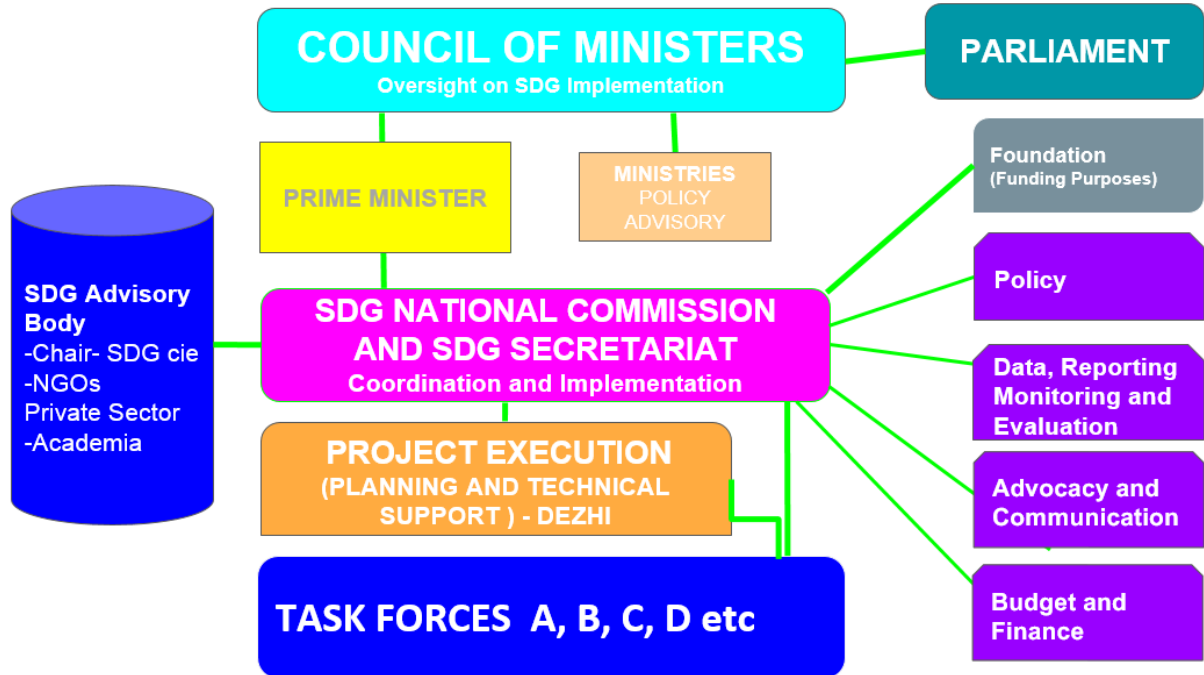 COUNCIL OF MINISTERS
Oversight on SDG Implementation
PARLIAMENT
PRIME MINISTER
MINISTRIES
POLICY
ADVISORY
Foundation
(Funding Purposes)
SDG Advisory
Body
-Chair- SDG cie
-NGOs
Private Sector
-Academia
SDG NATIONAL COMMISSION
AND SDG SECRETARIAT
Coordination and Implementation
Policy
Data, Reporting
Monitoring and
Evaluation
PROJECT EXECUTION
(PLANNING AND TECHNICAL
SUPPORT ) - DEZHI
Advocacy and
Communication
TASK FORCES  A, B, C, D etc
Budget and
Finance